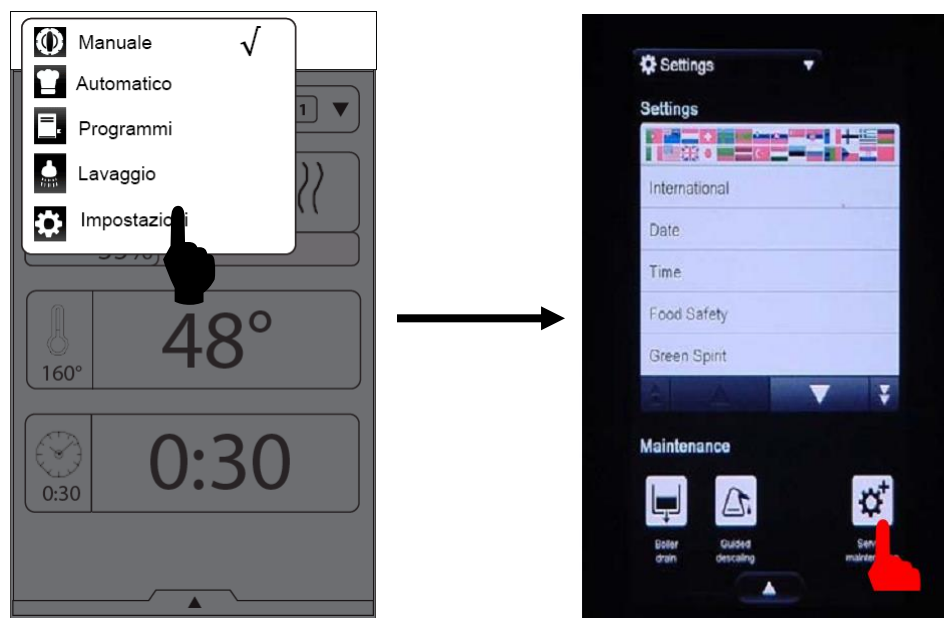 Manuale √
Automatico
Programmi
Lavaggio
Impostazioni
1
48°
160°
0:30
0:30
Settings
Settings
International
Date
Time
Food Safety
Green Spirit
Maintenance
Boiler
drain
Guided
descaling